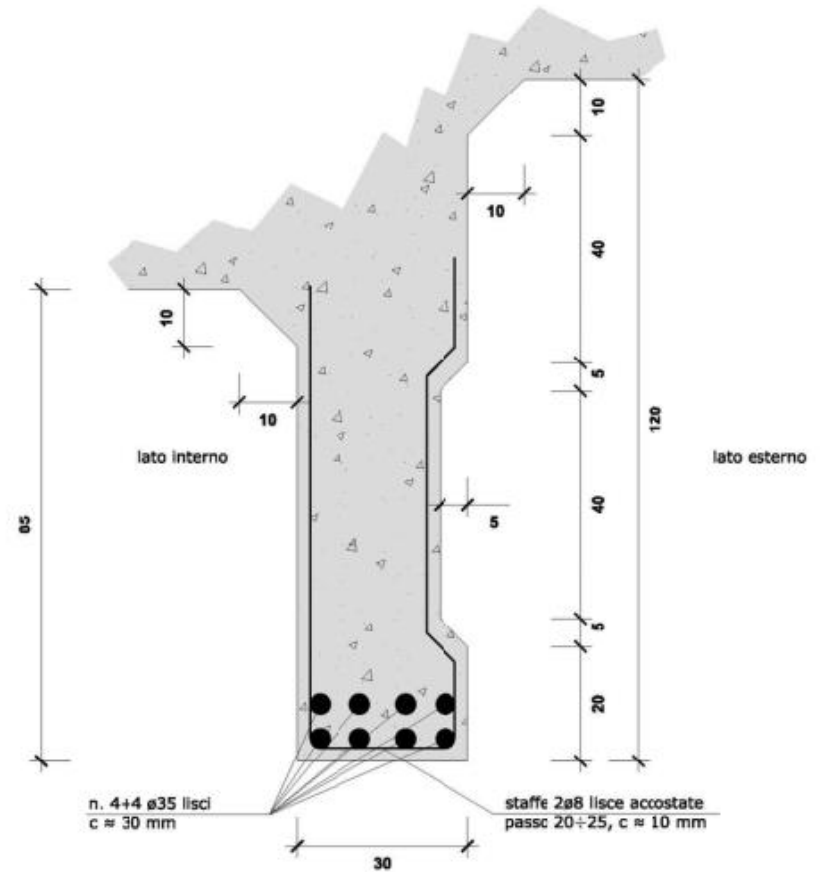 10
10
40
10
5
10
120
lato interno
lato esterno
85
40
5
5
20
n. 4+4 ø35 lisci
c ≈ 30 mm
staffe 2ø8 lisce accostate
passo 20÷25, c ≈ 10 mm
30